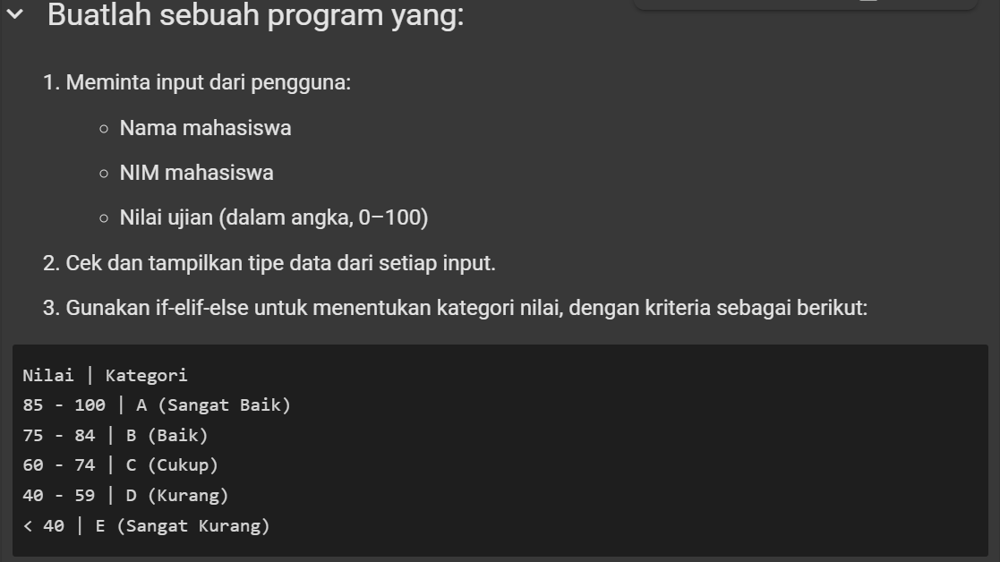 Buatlah sebuah program yang:
1. Meminta input dari pengguna:
○ Nama mahasiswa
○ NIM mahasiswa
○ Nilai ujian (dalam angka, 0–100)
2. Cek dan tampilkan tipe data dari setiap input.
3. Gunakan if-elif-else untuk menentukan kategori nilai, dengan kriteria sebagai berikut:
Nilai | Kategori
85 - 100 | A (Sangat Baik)
75 - 84 | B (Baik)
60 - 74 | C (Cukup)
40 - 59 | D (Kurang)
< 40 | E (Sangat Kurang)